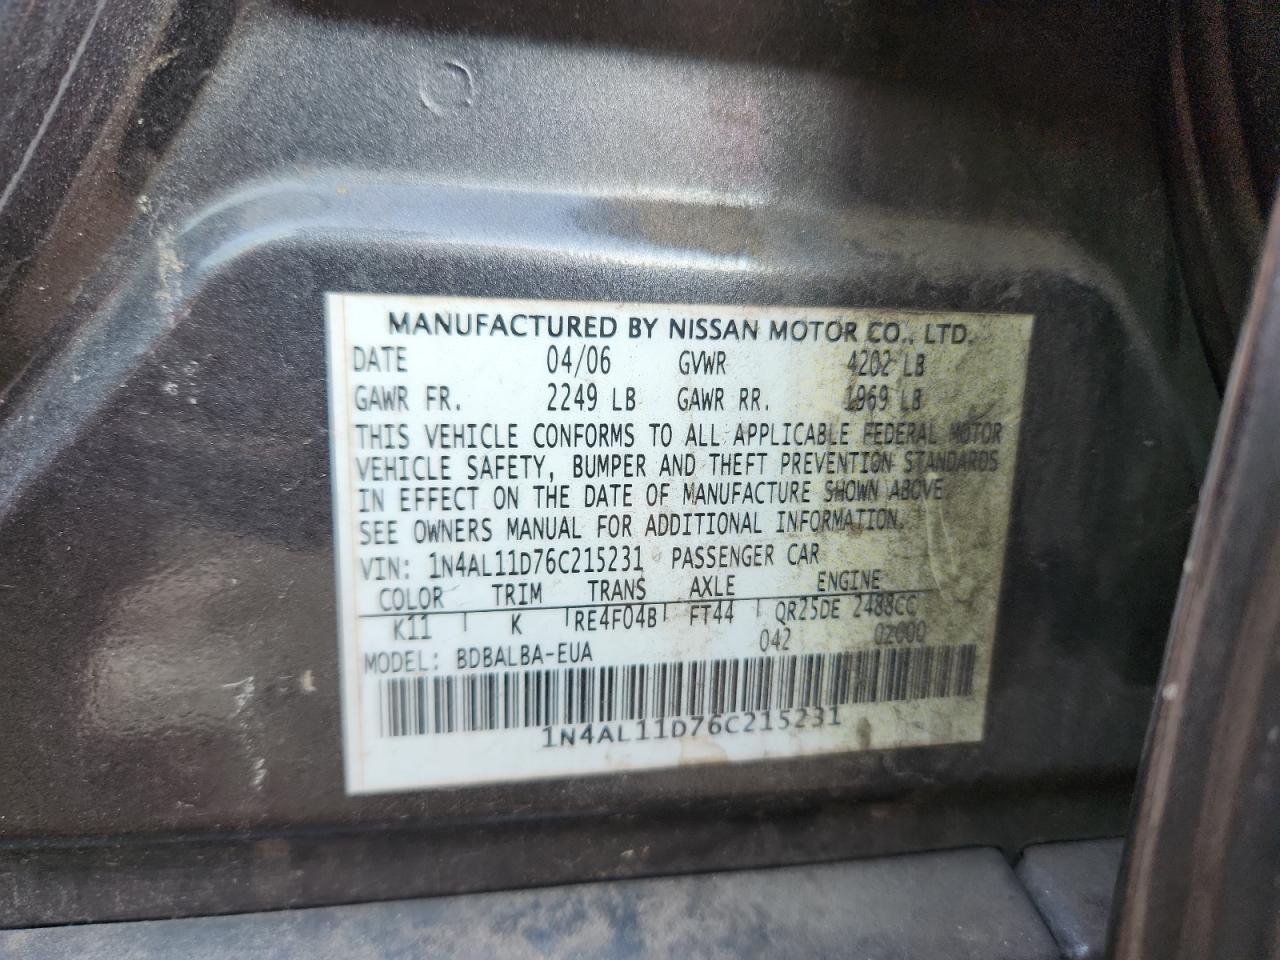 MANUFACTURED BY NISSAN MOTOR CO., LTD.
DATE 04/06 GVWR 4202 LB
GAWR FR. 2249 LB GAWR RR. 1969 LB
THIS VEHICLE CONFORMS TO ALL APPLICABLE FEDERAL MOTOR
VEHICLE SAFETY, BUMPER AND THEFT PREVENTION STANDARDS
IN EFFECT ON THE DATE OF MANUFACTURE SHOWN ABOVE
SEE OWNERS MANUAL FOR ADDITIONAL INFORMATION.
VIN: 1N4AL11D76C215231 PASSENGER CAR
COLOR TRIM TRANS AXLE ENGINE
K11 K RE4F04B FT44 QR25DE 2488CC
MODEL: BDBALBA-EUA 042 02000
1N4AL11D76C215231